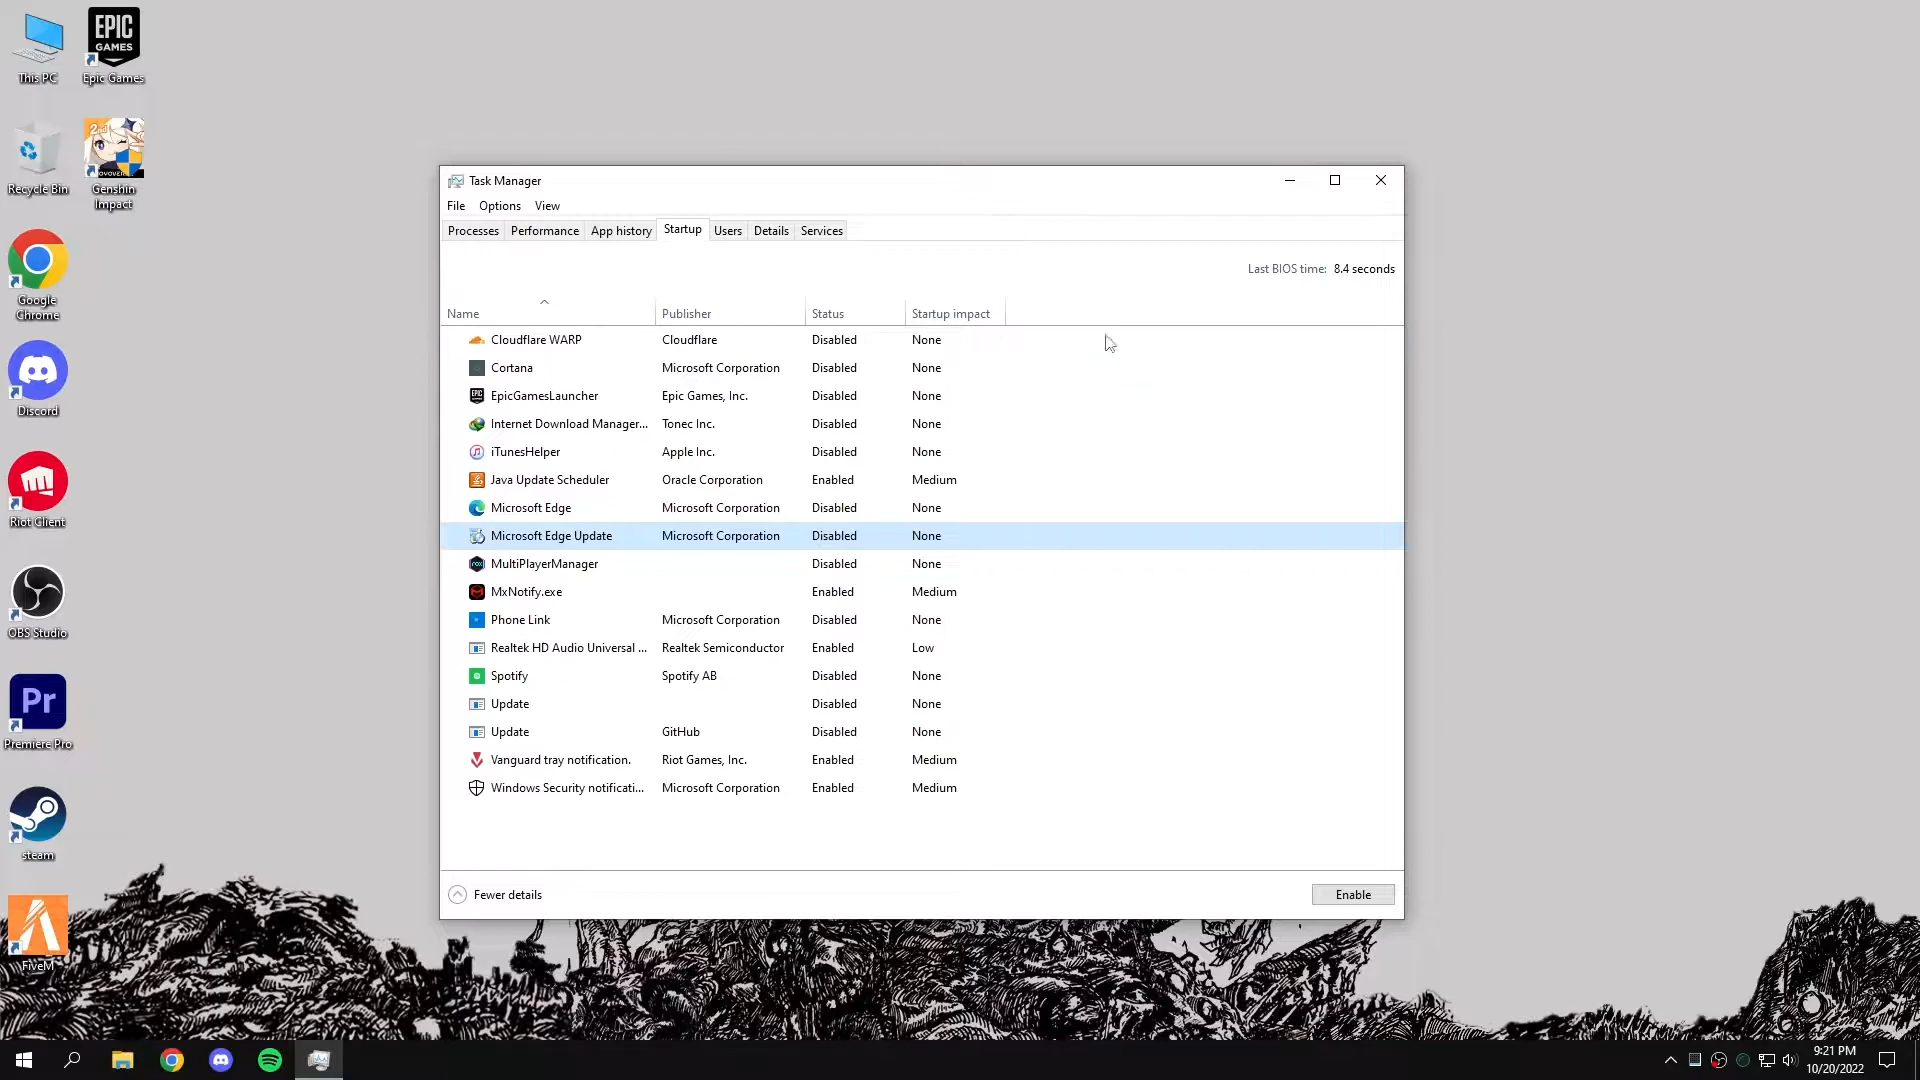 This PC
EPIC GAMES
Epic Games
Recycle Bin
2nd
Genshin
Impact
Google
Chrome
Discord
Riot Client
OBS Studio
Pr
Premiere Pro
steam
FiveM
Task Manager
File Options View
Processes Performance App history Startup Users Details Services
Last BIOS time: 8.4 seconds
Name Publisher Status Startup impact
Cloudflare WARP Cloudflare Disabled None
Cortana Microsoft Corporation Disabled None
EpicGamesLauncher Epic Games, Inc. Disabled None
Internet Download Manager... Tonec Inc. Disabled None
iTunesHelper Apple Inc. Disabled None
Java Update Scheduler Oracle Corporation Enabled Medium
Microsoft Edge Microsoft Corporation Disabled None
Microsoft Edge Update Microsoft Corporation Disabled None
MultiPlayerManager Disabled None
MxNotify.exe Enabled Medium
Phone Link Microsoft Corporation Disabled None
Realtek HD Audio Universal ... Realtek Semiconductor Enabled Low
Spotify Spotify AB Disabled None
Update Disabled None
Update GitHub Disabled None
Vanguard tray notification. Riot Games, Inc. Enabled Medium
Windows Security notificati... Microsoft Corporation Enabled Medium
Fewer details Enable
9:21 PM
10/20/2022